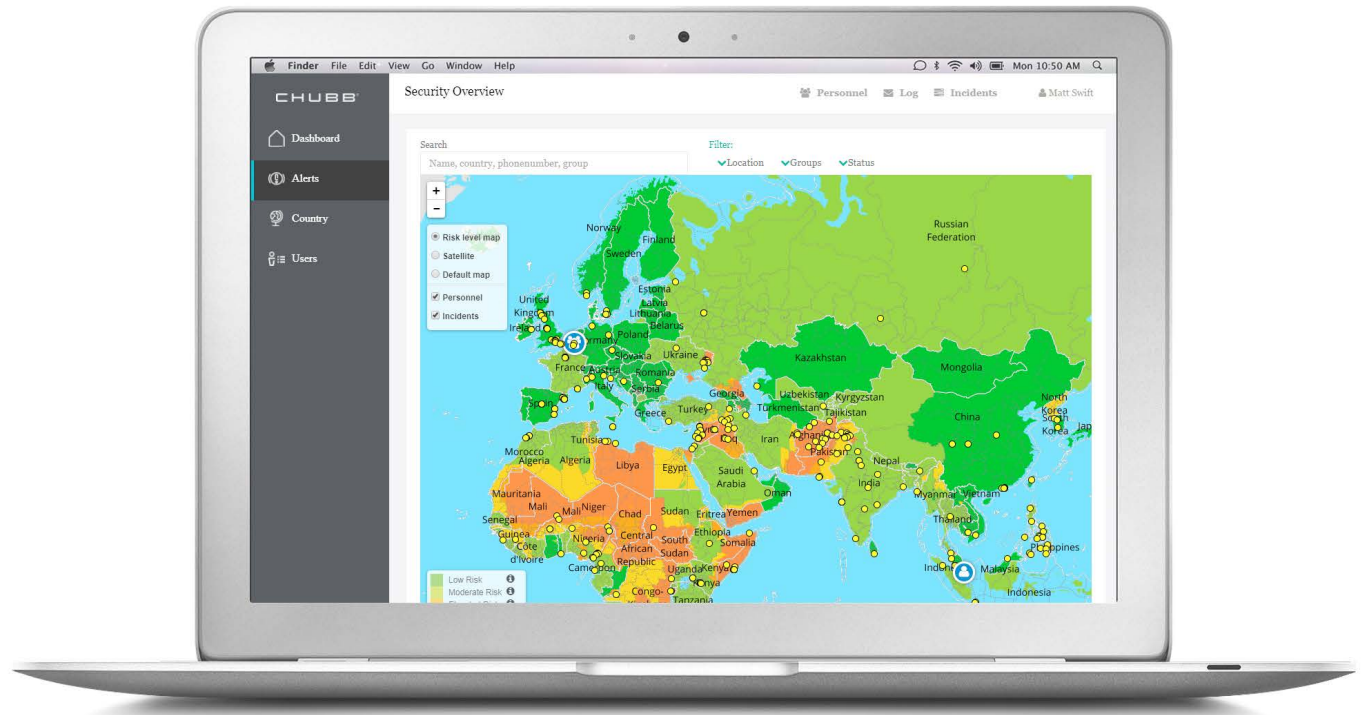 Finder File Edit View Go Window Help
Mon 10:50 AM
CHUBB
Security Overview
Personnel Log Incidents Matt Swift
Dashboard
Alerts
Country
Users
Search
Name, country, phonenumber, group
Filter:
Location Groups Status
+
-
Risk level map
Satellite
Default map
Personnel
Incidents
Russian
Federation
Norway
Finland
Sweden
Estonia
Latvia
Lithuania
Belarus
United
Kingdom
Poland
Slovakia
Ukraine
France
Austria
Romania
Italy
Serbia
Kazakhstan
Mongolia
Georgia
Uzbekistan
Kyrgyzstan
Turkmenistan
Tajikistan
Greece
Turkey
China
North
Korea
South
Korea
Spain
Tunisia
Iran
Pakistan
Nepal
Morocco
Algeria
Algeria
Libya
Egypt
Saudi
Arabia
Oman
India
Myanmar
Vietnam
Mauritania
Mali
Mali
Niger
Chad
Sudan
Eritrea
Yemen
Thailand
Senegal
Guinea
Côte
d'Ivoire
Nigeria
Central
African
Republic
South
Sudan
Ethiopia
Somalia
Philippines
Cameroon
Uganda
Kenya
Kenya
Malaysia
Indonesia
Congo-
Tanzania
Low Risk
Moderate Risk